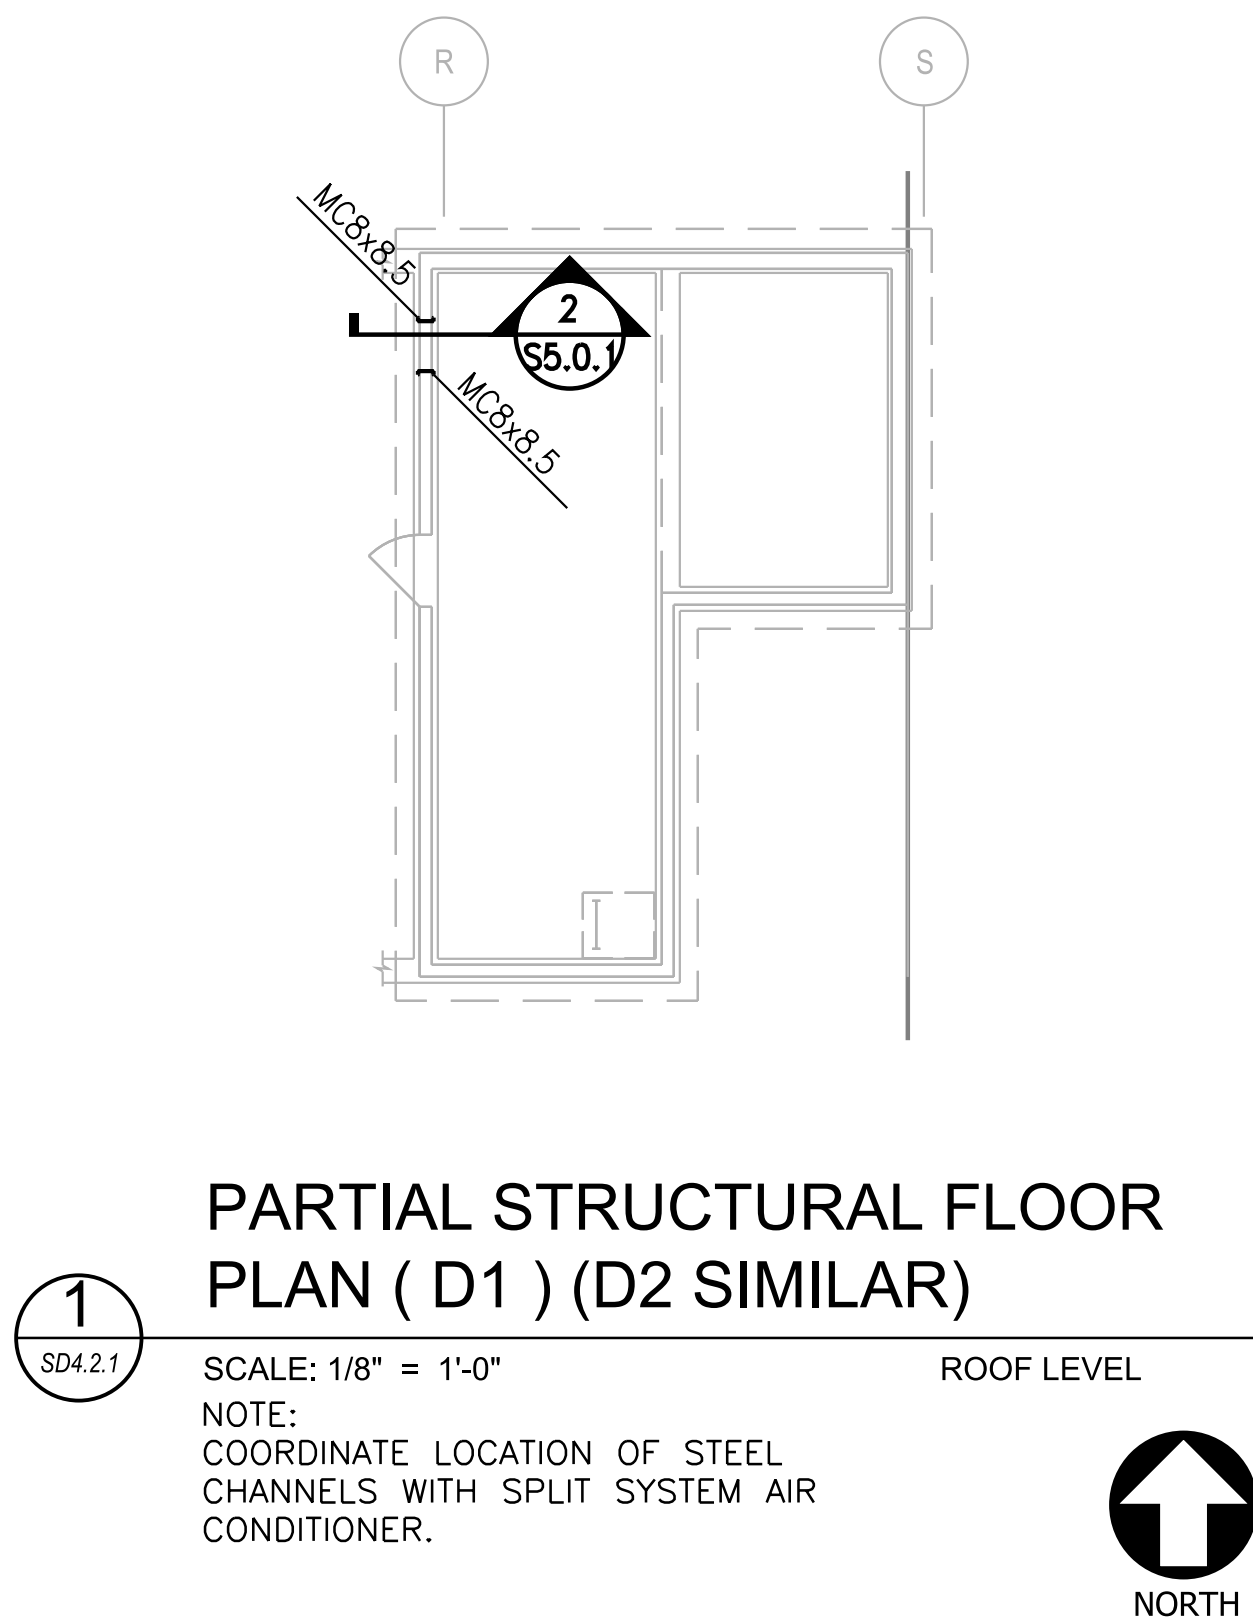 R
S
MC8x8.5
2
S5.0.1
MC8x8.5
PARTIAL STRUCTURAL FLOOR
PLAN ( D1 ) (D2 SIMILAR)
1
SD4.2.1
SCALE: 1/8" = 1'-0"
ROOF LEVEL
NOTE:
COORDINATE LOCATION OF STEEL
CHANNELS WITH SPLIT SYSTEM AIR
CONDITIONER.
NORTH